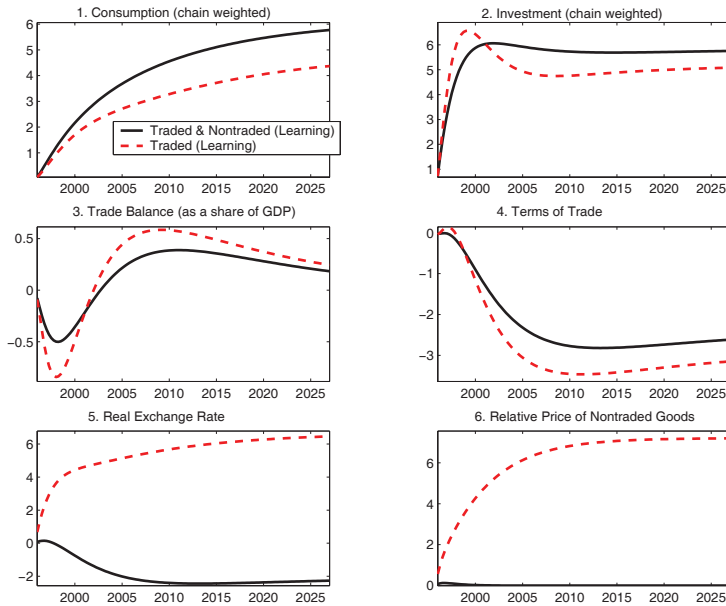 1. Consumption (chain weighted)
6
5
4
3
2
1
2000 2005 2010 2015 2020 2025
Traded & Nontraded (Learning)
Traded (Learning)
2. Investment (chain weighted)
6
5
4
3
2
1
2000 2005 2010 2015 2020 2025
3. Trade Balance (as a share of GDP)
0.5
0
−0.5
2000 2005 2010 2015 2020 2025
4. Terms of Trade
0
−1
−2
−3
2000 2005 2010 2015 2020 2025
5. Real Exchange Rate
6
4
2
0
−2
2000 2005 2010 2015 2020 2025
6. Relative Price of Nontraded Goods
6
4
2
0
2000 2005 2010 2015 2020 2025